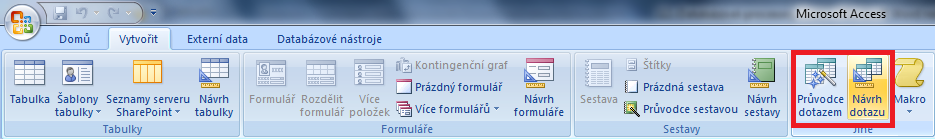 Microsoft Access
Domů Vytvořit Externí data Databázové nástroje
Tabulka
Šablony tabulky
Seznamy serveru SharePoint
Návrh tabulky
Tabulky
Formulář
Rozdělit formulář
Více položek
Kontingenční graf
Prázdný formulář
Více formulářů
Návrh formuláře
Formuláře
Sestava
Štítky
Prázdná sestava
Průvodce sestavou
Návrh sestavy
Sestavy
Průvodce dotazem
Návrh dotazu
Makro
Jiné